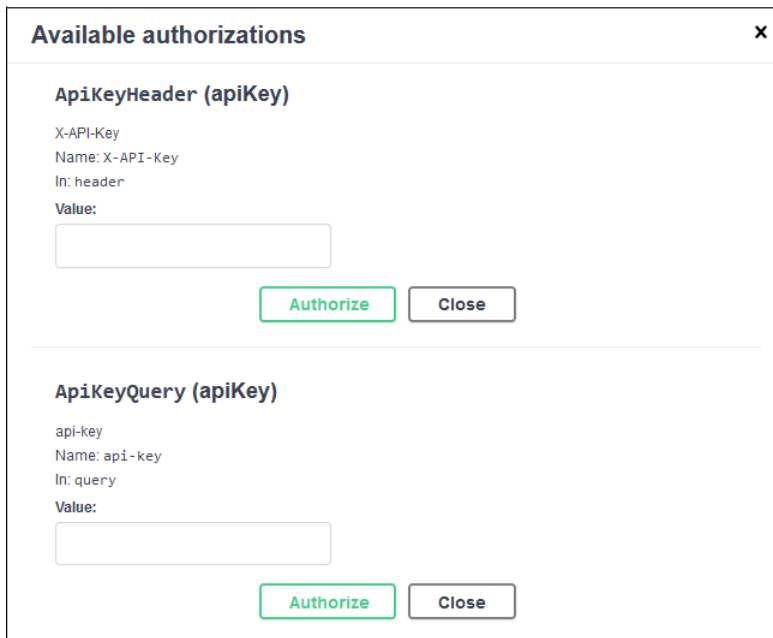 Available authorizations
ApiKeyHeader (apiKey)
X-API-Key
Name: X-API-Key
In: header
Value:
Authorize Close
ApiKeyQuery (apiKey)
api-key
Name: api-key
In: query
Value:
Authorize Close